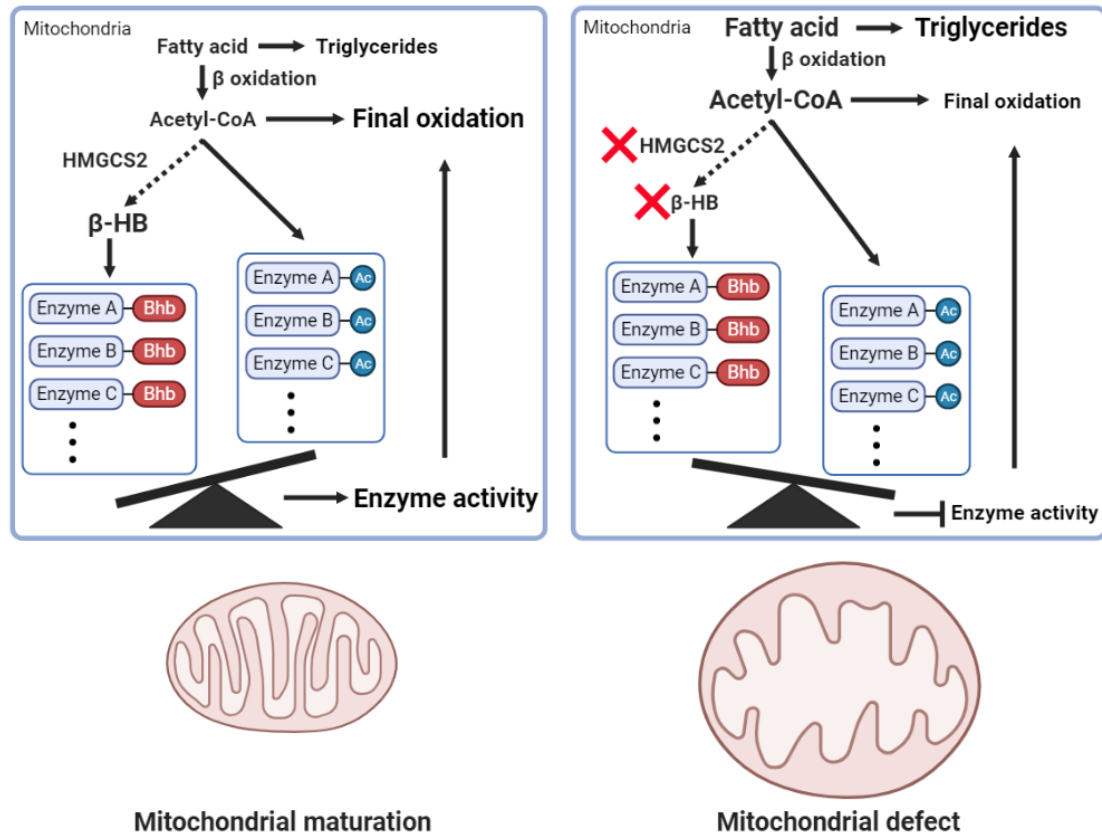 Mitochondria
Fatty acid
Triglycerides
β oxidation
Acetyl-CoA
Final oxidation
HMGCS2
β-HB
Enzyme A
Bhb
Enzyme B
Bhb
Enzyme C
Bhb
Enzyme A
Ac
Enzyme B
Ac
Enzyme C
Ac
Enzyme activity
Mitochondrial maturation
Mitochondria
Fatty acid
Triglycerides
β oxidation
Acetyl-CoA
Final oxidation
HMGCS2
β-HB
Enzyme A
Bhb
Enzyme B
Bhb
Enzyme C
Bhb
Enzyme A
Ac
Enzyme B
Ac
Enzyme C
Ac
Enzyme activity
Mitochondrial defect